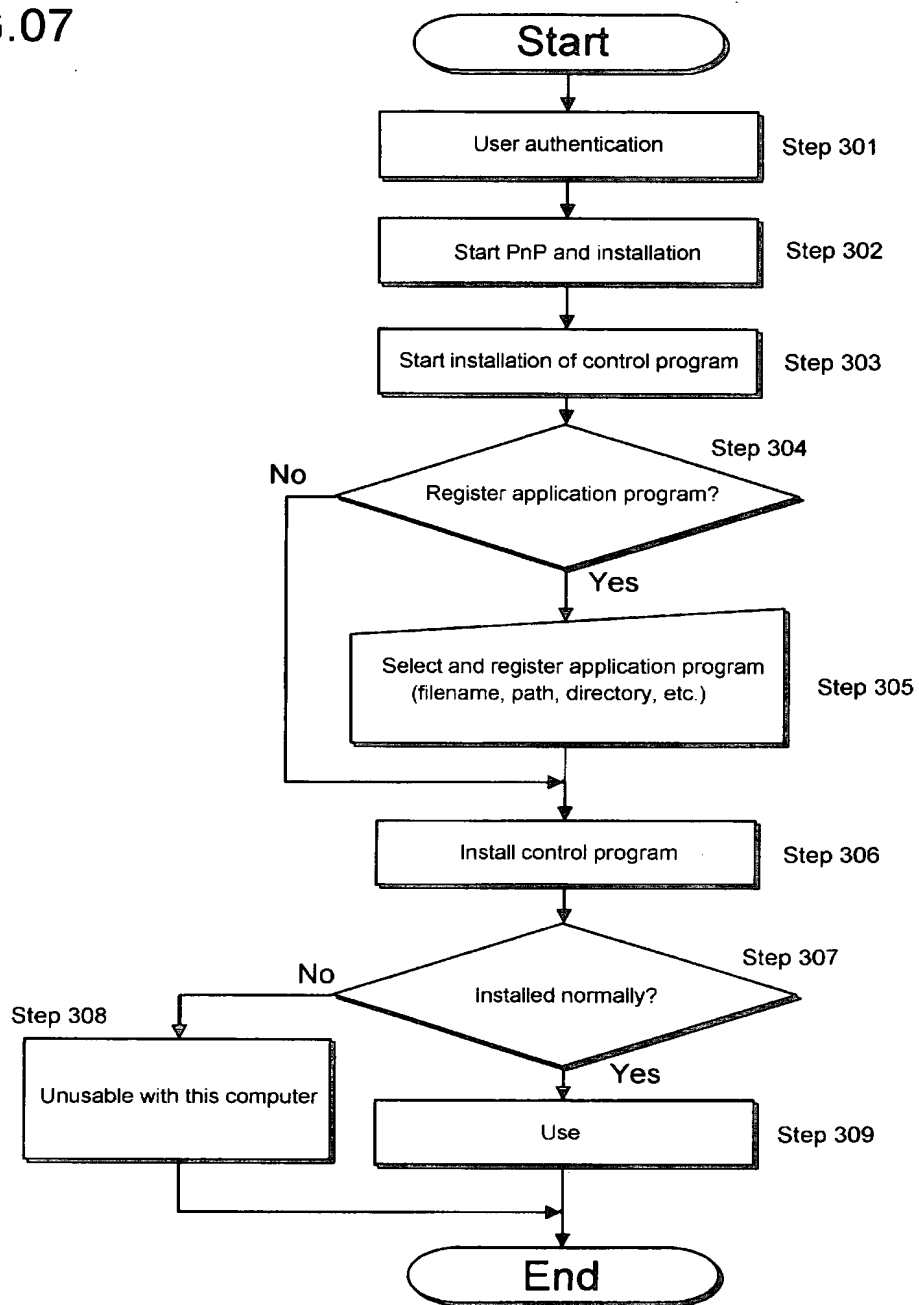 .07
Start
User authentication
Step 301
Start PnP and installation
Step 302
Start installation of control program
Step 303
Step 304
No
Register application program?
Yes
Select and register application program
(filename, path, directory, etc.)
Step 305
Install control program
Step 306
Step 307
No
Installed normally?
Step 308
Yes
Unusable with this computer
Use
Step 309
End